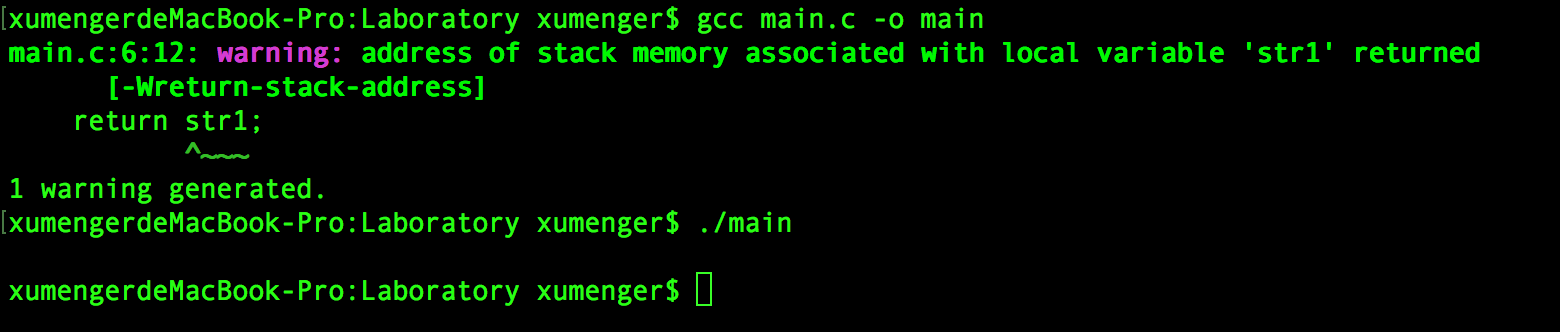 [xumengerdeMacBook-Pro:Laboratory xumenger$ gcc main.c -o main
main.c:6:12: warning: address of stack memory associated with local variable 'str1' returned
      [-Wreturn-stack-address]
    return str1;
           ^~~~
1 warning generated.
[xumengerdeMacBook-Pro:Laboratory xumenger$ ./main
xumengerdeMacBook-Pro:Laboratory xumenger$